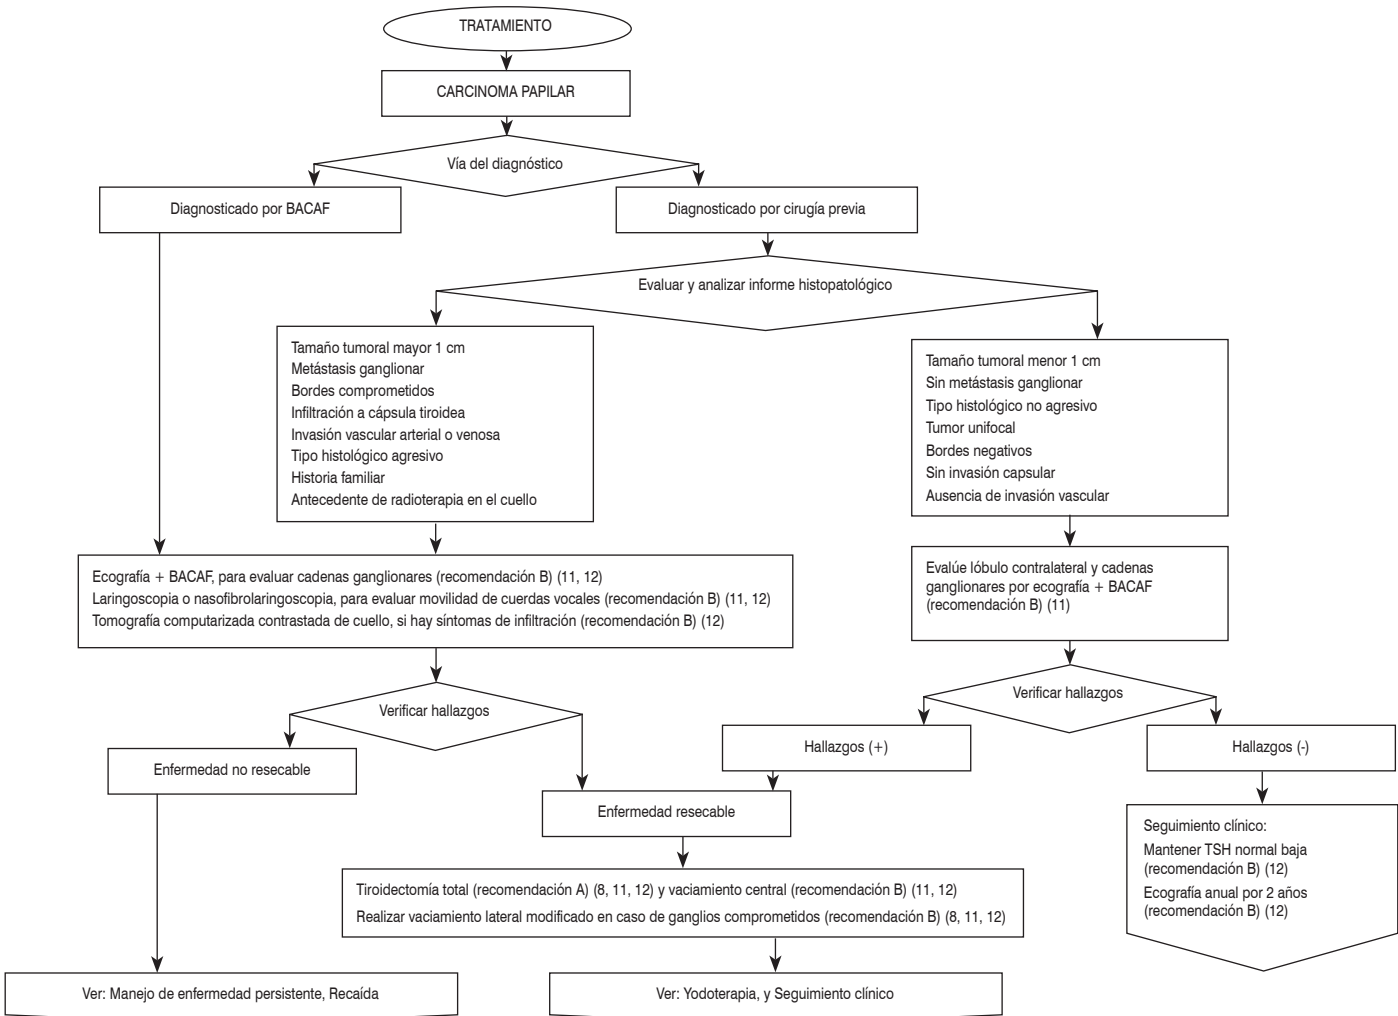 TRATAMIENTO
CARCINOMA PAPILAR
Vía del diagnóstico
Diagnosticado por BACAF
Diagnosticado por cirugía previa
Evaluar y analizar informe histopatológico
Tamaño tumoral mayor 1 cm
Metástasis ganglionar
Bordes comprometidos
Infiltración a cápsula tiroidea
Invasión vascular arterial o venosa
Tipo histológico agresivo
Historia familiar
Antecedente de radioterapia en el cuello
Tamaño tumoral menor 1 cm
Sin metástasis ganglionar
Tipo histológico no agresivo
Tumor unifocal
Bordes negativos
Sin invasión capsular
Ausencia de invasión vascular
Ecografía + BACAF, para evaluar cadenas ganglionares (recomendación B) (11, 12)
Laringoscopia o nasofibrolaringoscopia, para evaluar movilidad de cuerdas vocales (recomendación B) (11, 12)
Tomografía computarizada contrastada de cuello, si hay síntomas de infiltración (recomendación B) (12)
Evalúe lóbulo contralateral y cadenas
ganglionares por ecografía + BACAF
(recomendación B) (11)
Verificar hallazgos
Verificar hallazgos
Enfermedad no resecable
Hallazgos (+)
Hallazgos (-)
Enfermedad resecable
Seguimiento clínico:
Mantener TSH normal baja
(recomendación B) (12)
Ecografía anual por 2 años
(recomendación B) (12)
Tiroidectomía total (recomendación A) (8, 11, 12) y vaciamiento central (recomendación B) (11, 12)
Realizar vaciamiento lateral modificado en caso de ganglios comprometidos (recomendación B) (8, 11, 12)
Ver: Manejo de enfermedad persistente, Recaída
Ver: Yodoterapia, y Seguimiento clínico